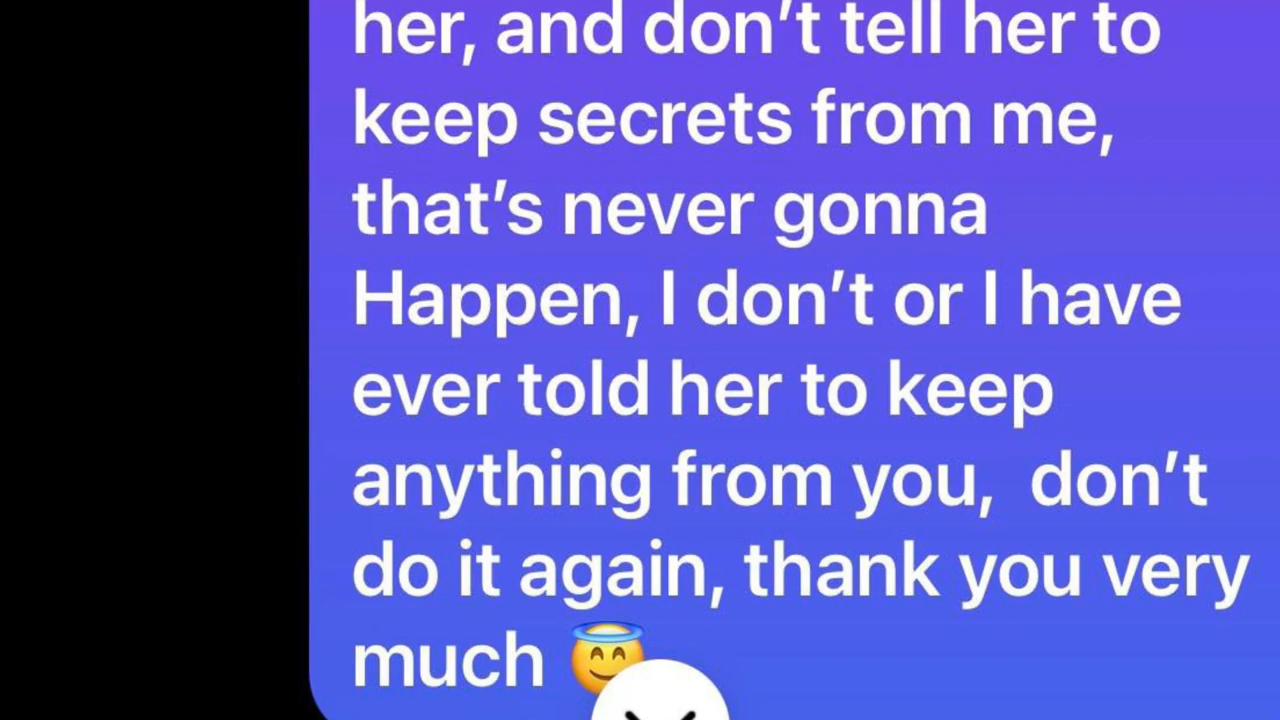 her, and don’t tell her to
keep secrets from me,
that’s never gonna
Happen, I don’t or I have
ever told her to keep
anything from you,  don’t
do it again, thank you very
much 😇